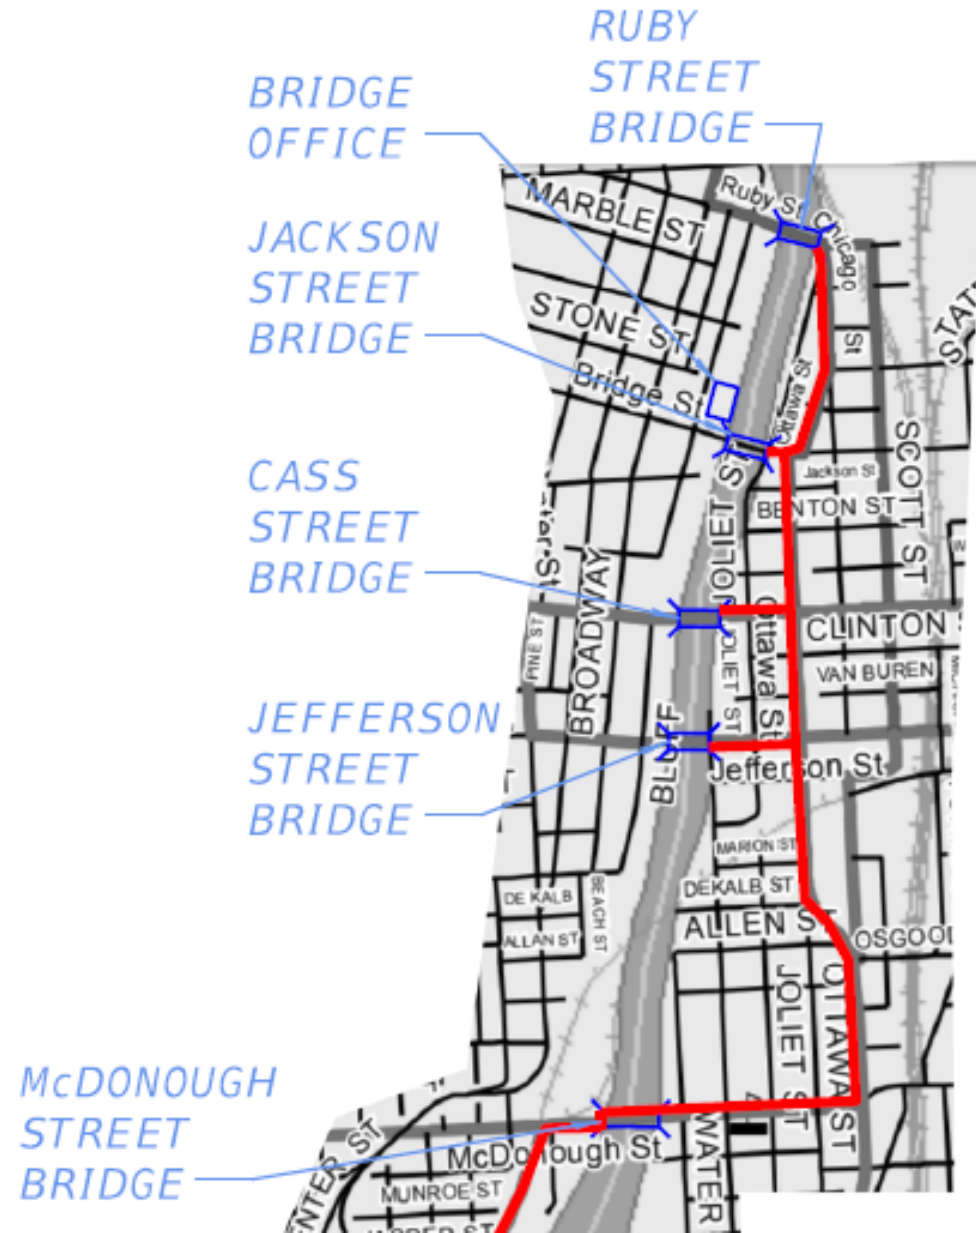 RUBY
STREET
BRIDGE
BRIDGE
OFFICE
JACKSON
STREET
BRIDGE
CASS
STREET
BRIDGE
JEFFERSON
STREET
BRIDGE
McDONOUGH
STREET
BRIDGE
Ruby St
Chicago
St
MARBLE ST
STONE ST
Bridge St
Ottawa St
SCOTT ST
Jackson St
BENTON ST
JOLIET ST
BROADWAY
PINE ST
CLINTON
JOLIET ST
Ottawa St
VAN BUREN
BLUFF
Jefferson St
MARION ST
DEKALB ST
DE KALB
BEACH ST
ALLEN ST
ALLAN ST
OSGOOD
JOLIET ST
OTTAWA ST
McDonough St
WATER
MUNROE ST